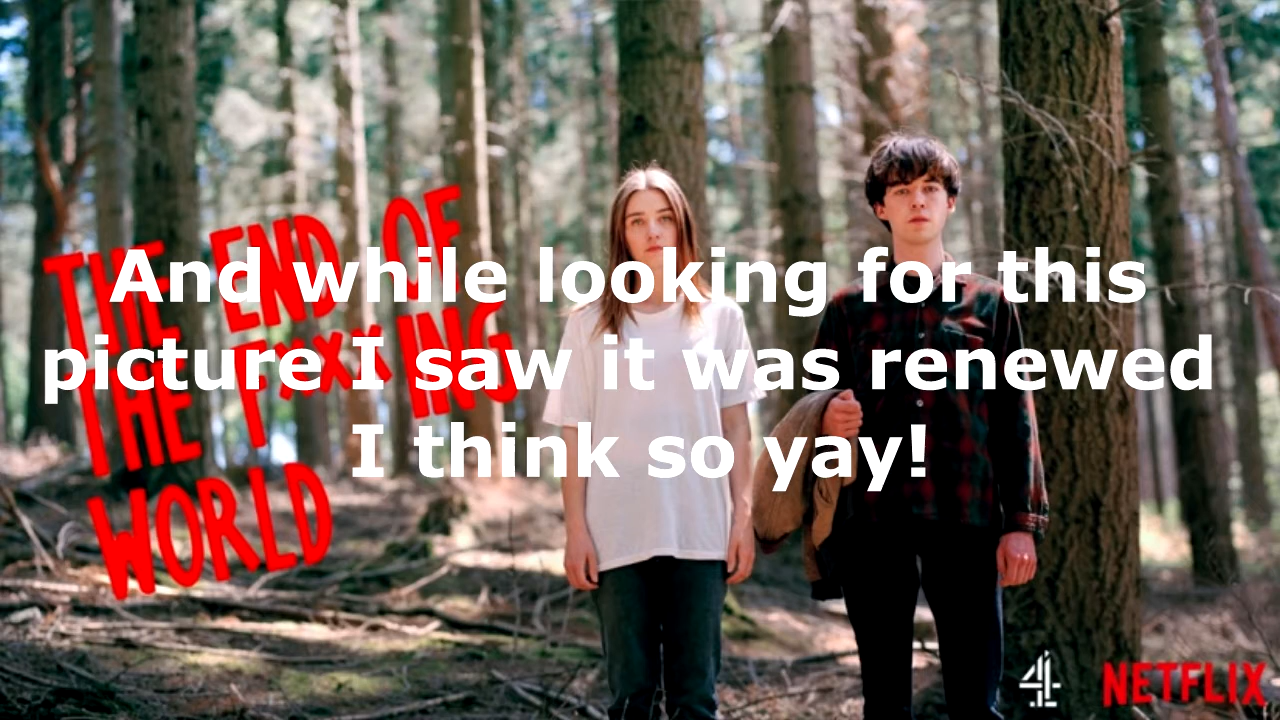 THE END OF
THE F***ING
WORLD
And while looking for this
picture I saw it was renewed
I think so yay!
4
NETFLIX